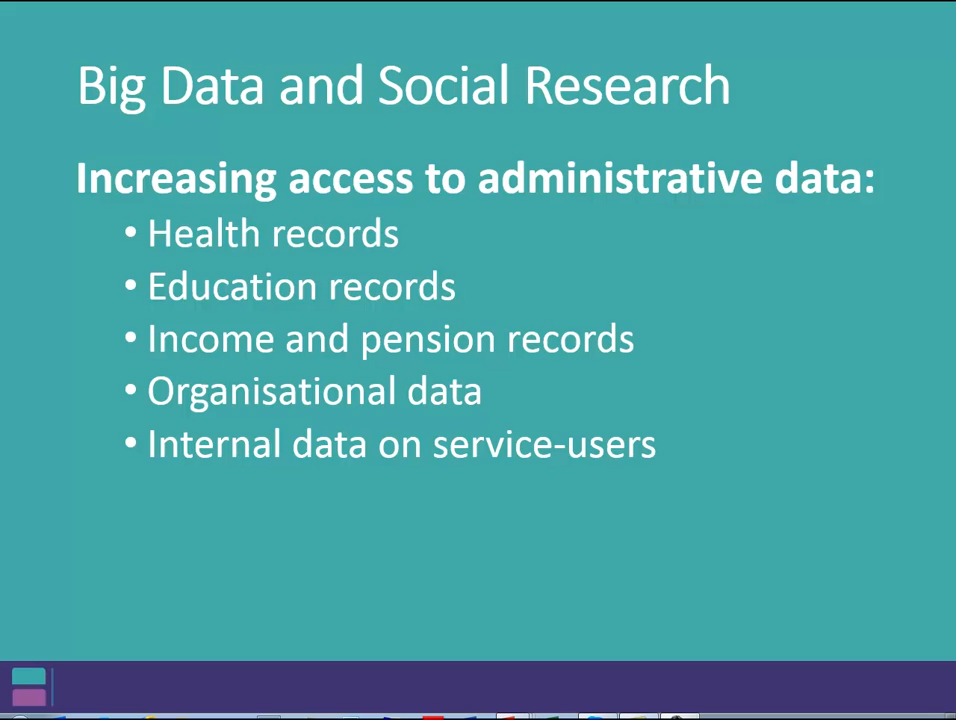 Big Data and Social Research
Increasing access to administrative data:
• Health records
• Education records
• Income and pension records
• Organisational data
• Internal data on service-users